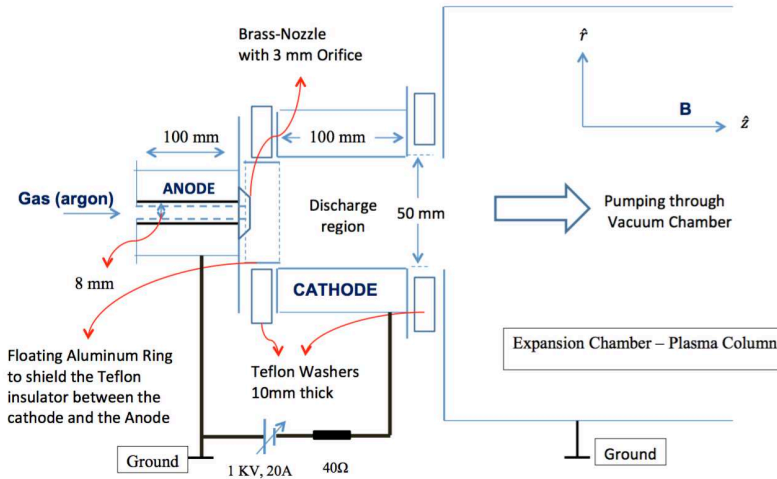 Brass-Nozzle
with 3 mm Orifice
r̂
B
ẑ
100 mm
100 mm
ANODE
Gas (argon)
Discharge
region
50 mm
Pumping through
Vacuum Chamber
8 mm
CATHODE
Floating Aluminum Ring
to shield the Teflon
insulator between the
cathode and the Anode
Teflon Washers
10mm thick
Expansion Chamber – Plasma Column
Ground
1 KV, 20A
40Ω
Ground